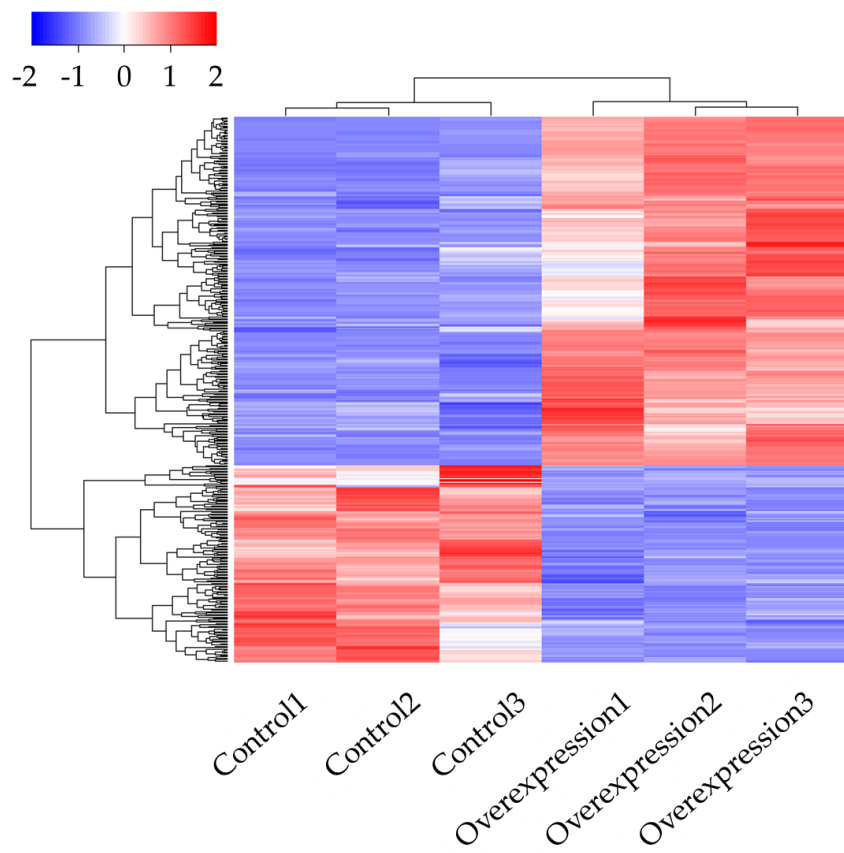 -2 -1 0 1 2
Control1
Control2
Control3
Overexpression1
Overexpression2
Overexpression3